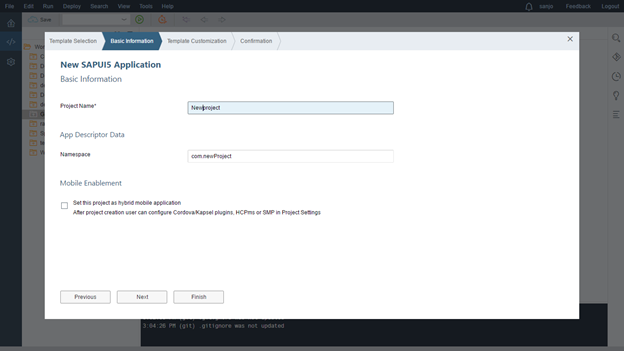 File Edit Run Deploy Search View Tools Help sanjo Feedback Logout
Save
Template Selection Basic Information Template Customization Confirmation
New SAPUI5 Application
Basic Information
Project Name* Newproject
App Descriptor Data
Namespace com.newProject
Mobile Enablement
Set this project as hybrid mobile application
After project creation user can configure Cordova/Kapsel plugins, HCPms or SMP in Project Settings
Previous Next Finish
3:04:26 PM (git) .gitignore was not updated